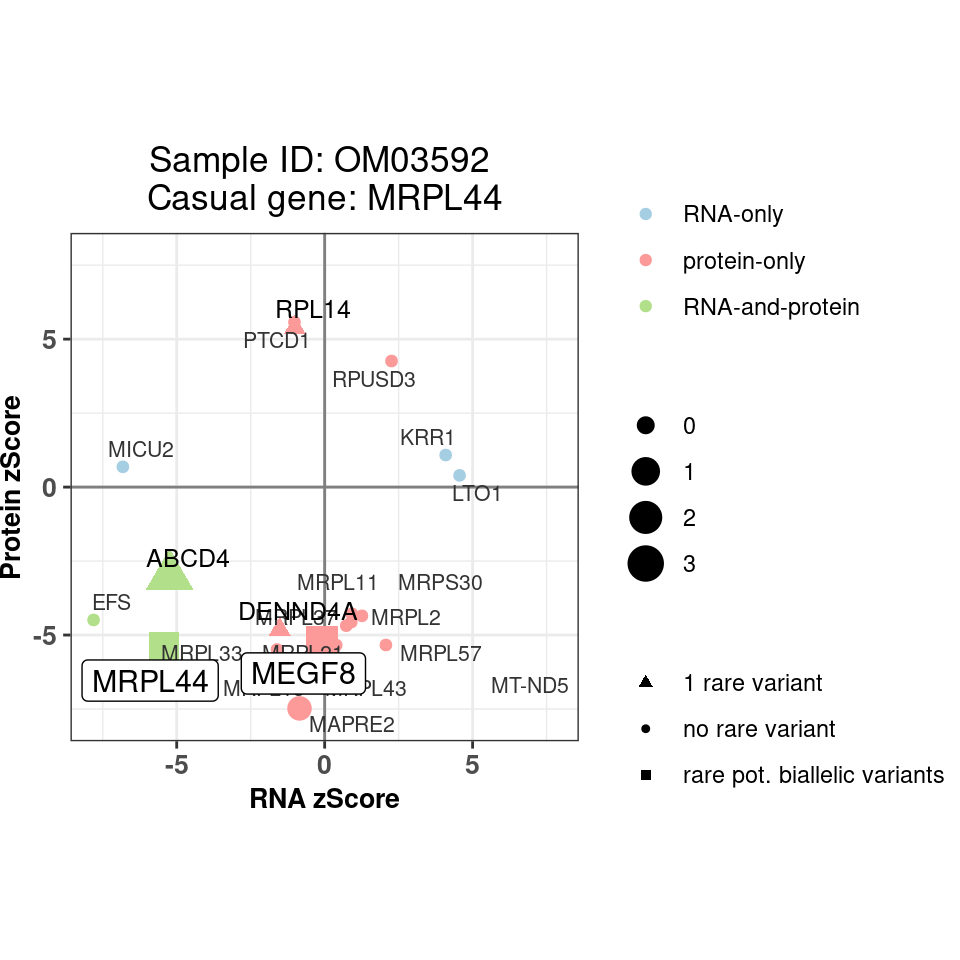 Sample ID: OM03592
Casual gene: MRPL44
RPL14
PTCD1
RPUSD3
MICU2
KRR1
LTO1
ABCD4
EFS
MRPL11
MRPS30
DENND4A
MRPL37
MRPL2
MRPL33
MRPL57
MRPL44
MEGF8
MRPL43
MT-ND5
MAPRE2
5
0
-5
-5
0
5
Protein zScore
RNA zScore
RNA-only
protein-only
RNA-and-protein
0
1
2
3
1 rare variant
no rare variant
rare pot. biallelic variants